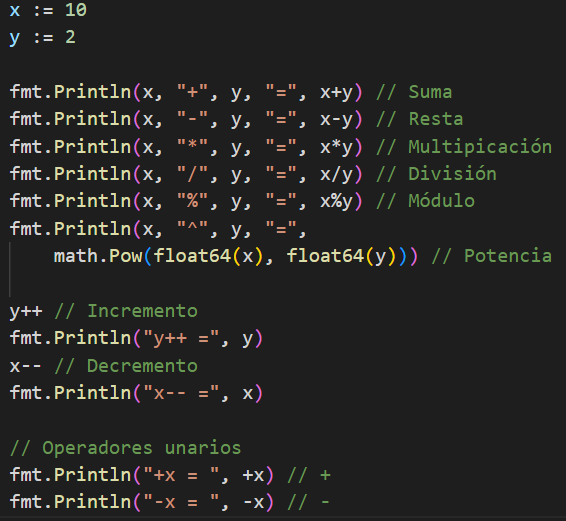 x := 10
y := 2
fmt.Println(x, "+", y, "=", x+y) // Suma
fmt.Println(x, "-", y, "=", x-y) // Resta
fmt.Println(x, "*", y, "=", x*y) // Multipicación
fmt.Println(x, "/", y, "=", x/y) // División
fmt.Println(x, "%", y, "=", x%y) // Módulo
fmt.Println(x, "^", y, "=",
math.Pow(float64(x), float64(y))) // Potencia
y++ // Incremento
fmt.Println("y++ =", y)
x-- // Decremento
fmt.Println("x-- =", x)
// Operadores unarios
fmt.Println("+x = ", +x) // +
fmt.Println("-x = ", -x) // -